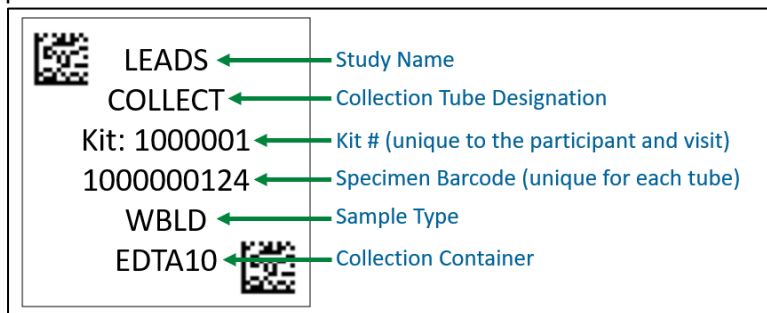 LEADS Study Name
COLLECT Collection Tube Designation
Kit: 1000001 Kit # (unique to the participant and visit)
1000000124 Specimen Barcode (unique for each tube)
WBLD Sample Type
EDTA10 Collection Container